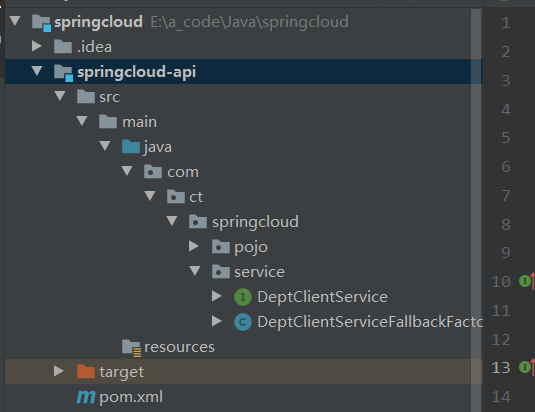 springcloud E:\a_code\Java\springcloud
.idea
springcloud-api
src
main
java
com
ct
springcloud
pojo
service
DeptClientService
DeptClientServiceFallbackFacto
resources
target
pom.xml
1
2
3
4
5
6
7
8
9
10
11
12
13
14